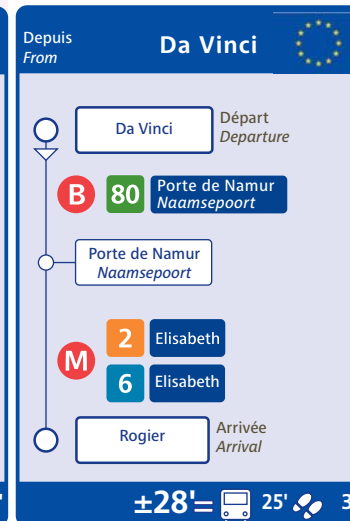 Depuis
From
Da Vinci
Da Vinci
Départ
Departure
B 80 Porte de Namur
Naamsepoort
Porte de Namur
Naamsepoort
M
2 Elisabeth
6 Elisabeth
Rogier
Arrivée
Arrival
±28'= 25' 3